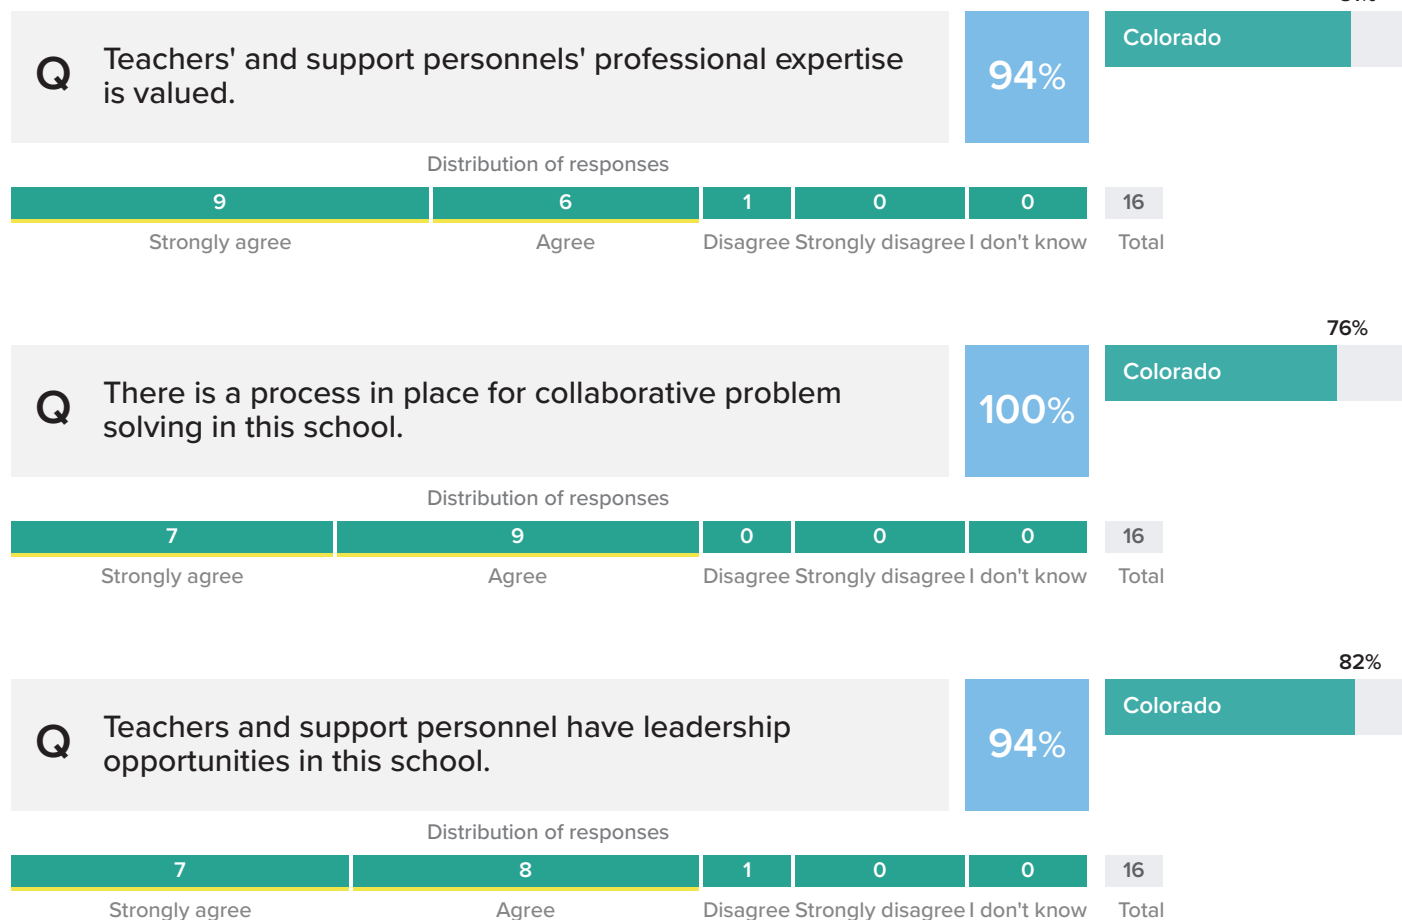 Q Teachers' and support personnels' professional expertise
is valued.
94%
Colorado
Distribution of responses
9 6 1 0 0 16
Strongly agree Agree Disagree Strongly disagree I don't know Total
76%
Q There is a process in place for collaborative problem
solving in this school.
100%
Colorado
Distribution of responses
7 9 0 0 0 16
Strongly agree Agree Disagree Strongly disagree I don't know Total
82%
Q Teachers and support personnel have leadership
opportunities in this school.
94%
Colorado
Distribution of responses
7 8 1 0 0 16
Strongly agree Agree Disagree Strongly disagree I don't know Total